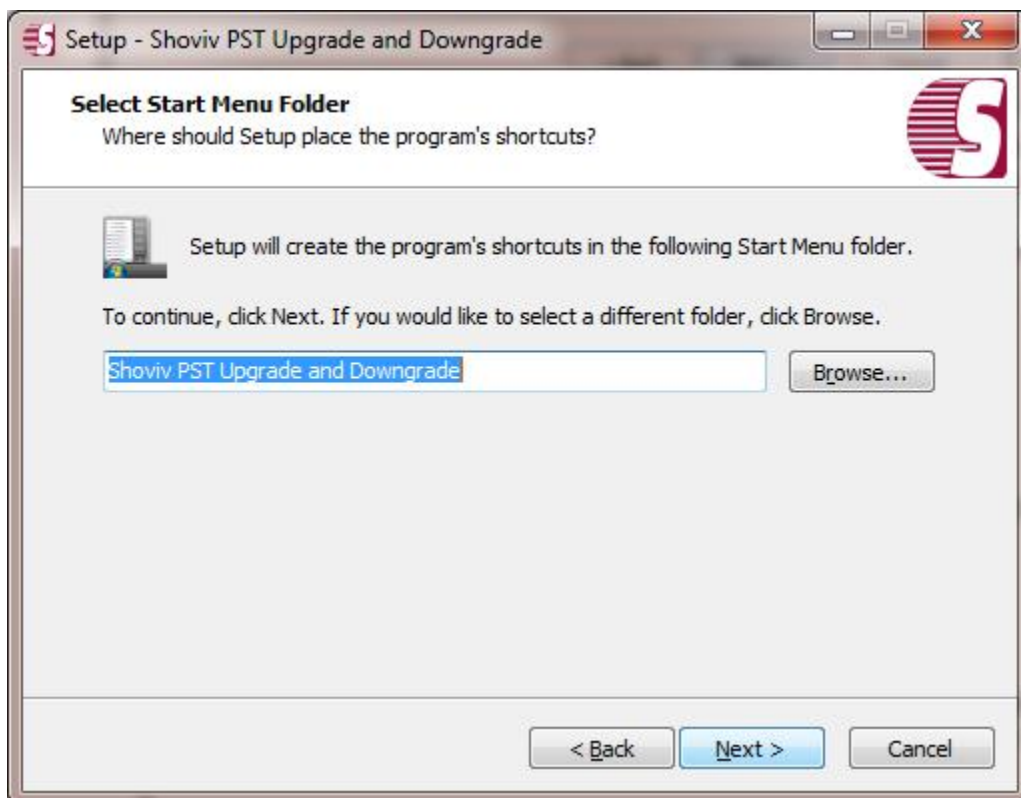 Setup - Shoviv PST Upgrade and Downgrade
Select Start Menu Folder
Where should Setup place the program's shortcuts?
Setup will create the program's shortcuts in the following Start Menu folder.
To continue, click Next. If you would like to select a different folder, click Browse.
Shoviv PST Upgrade and Downgrade
Browse...
< Back
Next >
Cancel